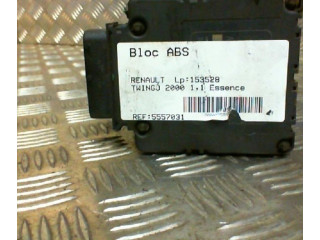 Bloc ABS
RENAULT Lp:153528
TWINGO 2000 1,1 Essence
REF:5557031